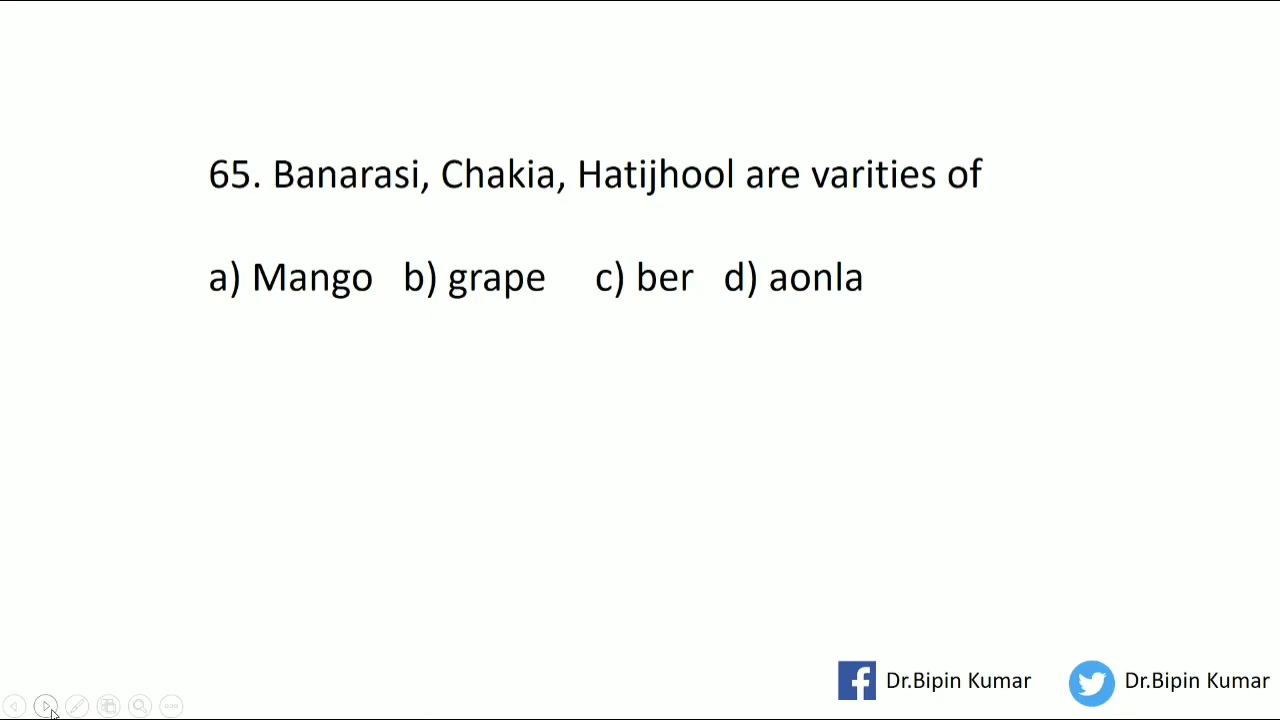 65. Banarasi, Chakia, Hatijhool are varities of
a) Mango b) grape c) ber d) aonla
Dr.Bipin Kumar Dr.Bipin Kumar